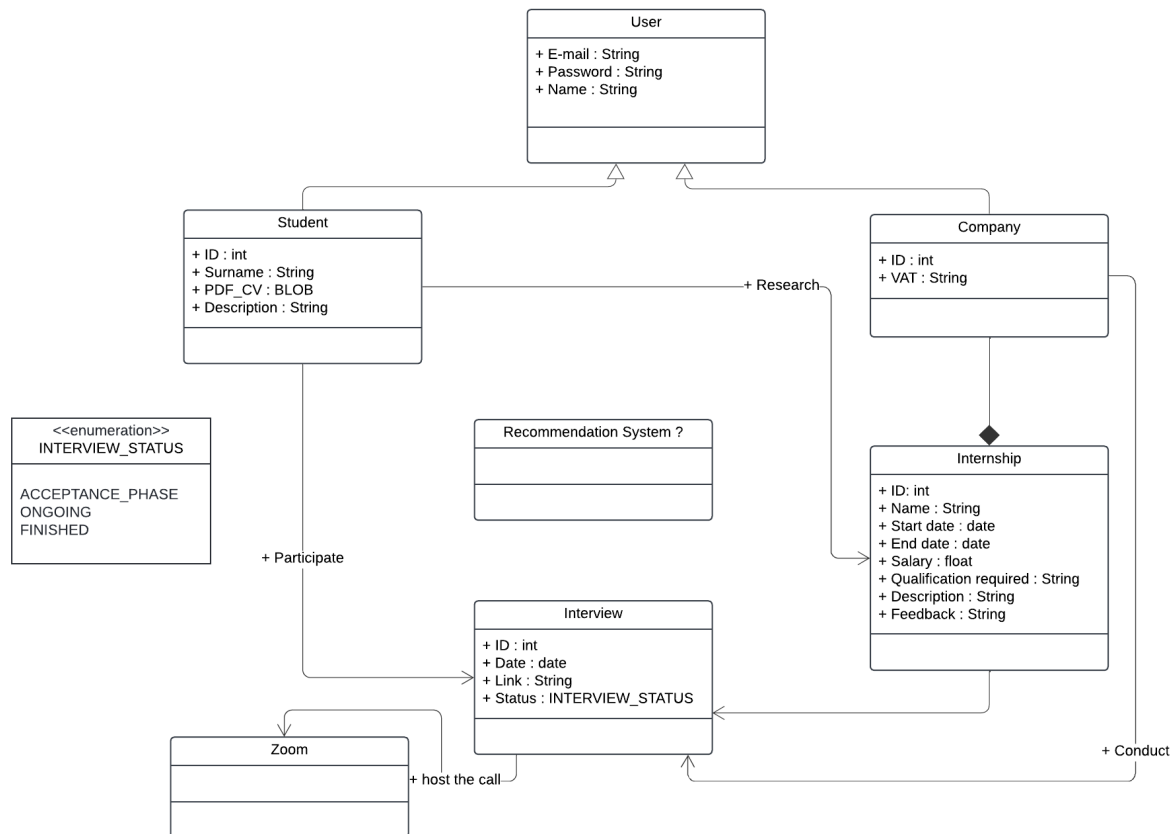 User
+ E-mail : String
+ Password : String
+ Name : String
Student
+ ID : int
+ Surname : String
+ PDF_CV : BLOB
+ Description : String
Company
+ ID : int
+ VAT : String
+ Research
<<enumeration>>
INTERVIEW_STATUS
ACCEPTANCE_PHASE
ONGOING
FINISHED
Recommendation System ?
Internship
+ ID: int
+ Name : String
+ Start date : date
+ End date : date
+ Salary : float
+ Qualification required : String
+ Description : String
+ Feedback : String
+ Participate
Interview
+ ID : int
+ Date : date
+ Link : String
+ Status : INTERVIEW_STATUS
Zoom
+ host the call
+ Conduct